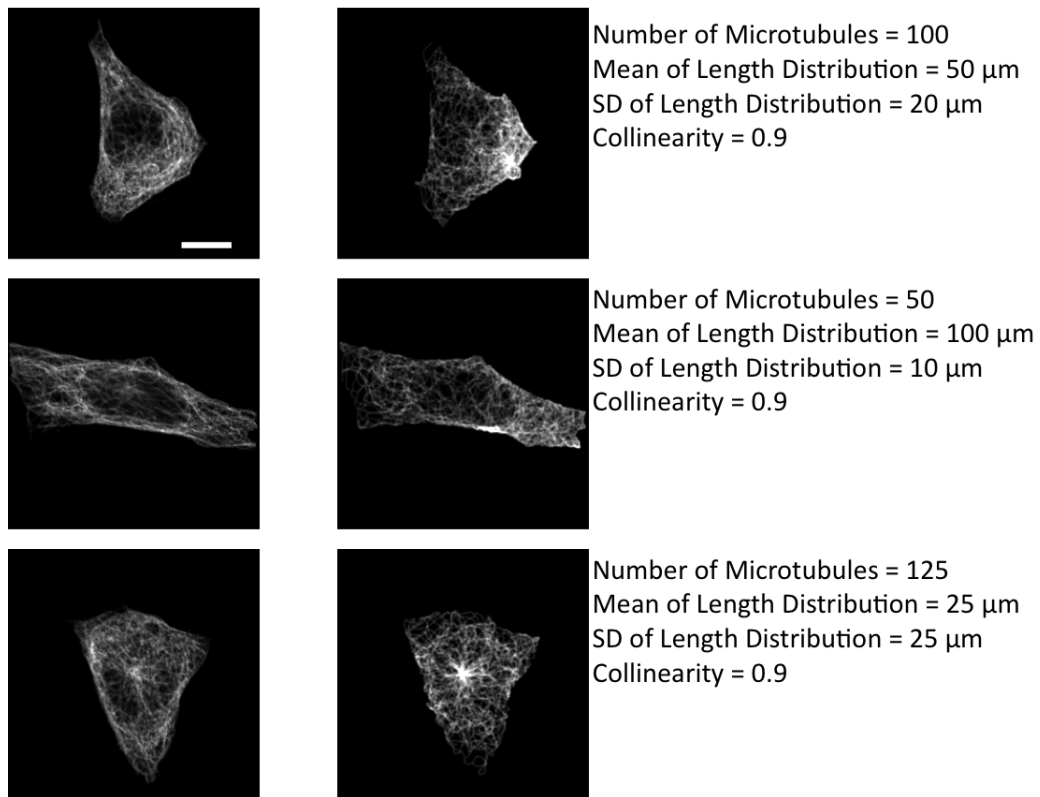 Number of Microtubules = 100
Mean of Length Distribution = 50 μm
SD of Length Distribution = 20 μm
Collinearity = 0.9
Number of Microtubules = 50
Mean of Length Distribution = 100 μm
SD of Length Distribution = 10 μm
Collinearity = 0.9
Number of Microtubules = 125
Mean of Length Distribution = 25 μm
SD of Length Distribution = 25 μm
Collinearity = 0.9